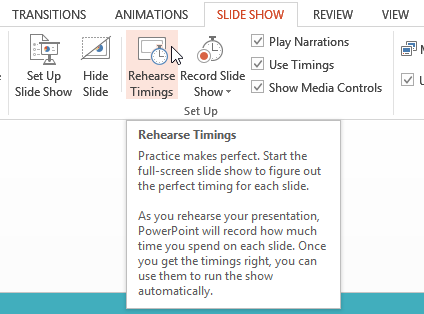 TRANSITIONS ANIMATIONS SLIDE SHOW REVIEW VIEW
Set Up
Slide Show
Hide
Slide
Rehearse
Timings
Record Slide
Show
Play Narrations
Use Timings
Show Media Controls
Set Up
Rehearse Timings
Practice makes perfect. Start the
full-screen slide show to figure out
the perfect timing for each slide.
As you rehearse your presentation,
PowerPoint will record how much
time you spend on each slide. Once
you get the timings right, you can
use them to run the show
automatically.